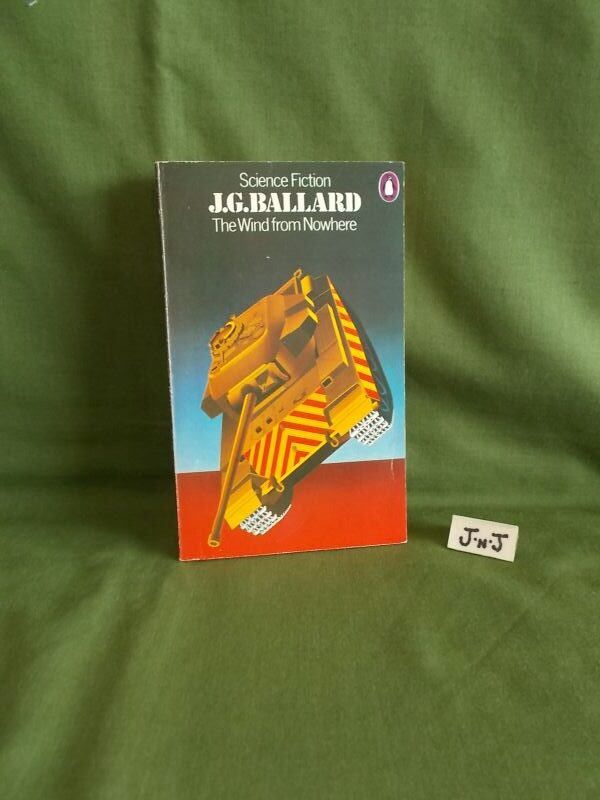 Science Fiction
J.G.BALLARD
The Wind from Nowhere
J.N.J